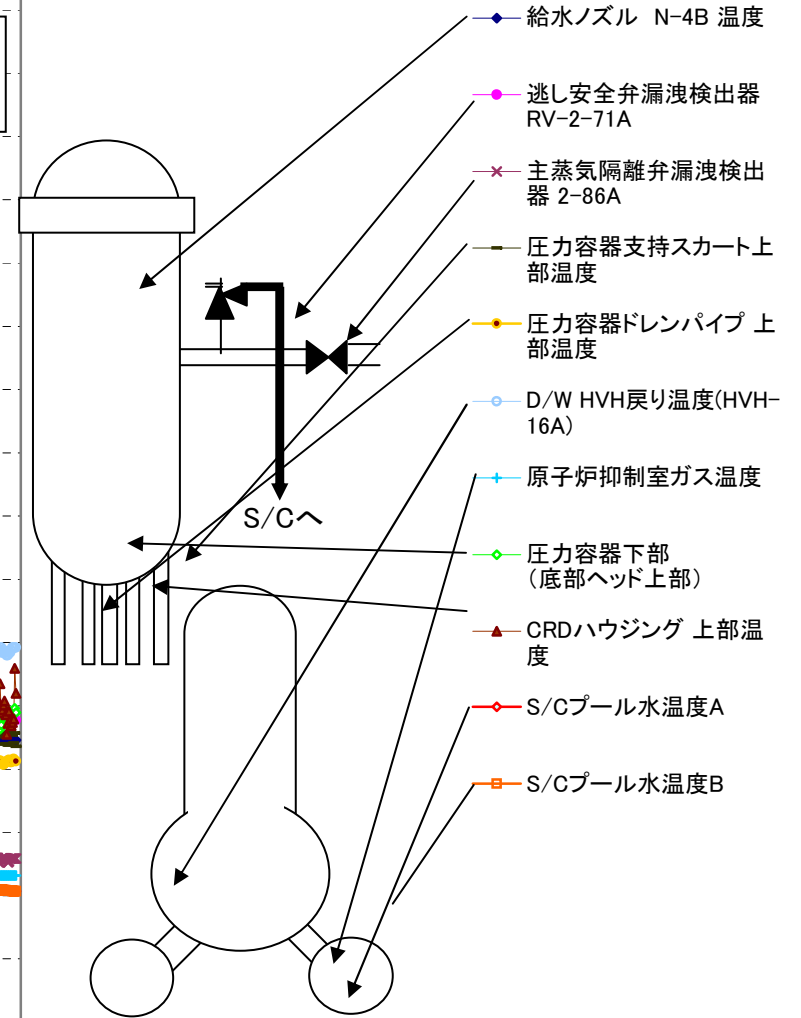 給水ノズル N-4B 温度
逃し安全弁漏洩検出器
RV-2-71A
主蒸気隔離弁漏洩検出
器 2-86A
圧力容器支持スカート上
部温度
圧力容器ドレンパイプ 上
部温度
D/W HVH戻り温度(HVH-
16A)
原子炉抑制室ガス温度
S/Cへ
圧力容器下部
（底部ヘッド上部）
CRDハウジング 上部温
度
S/Cプール水温度A
S/Cプール水温度B